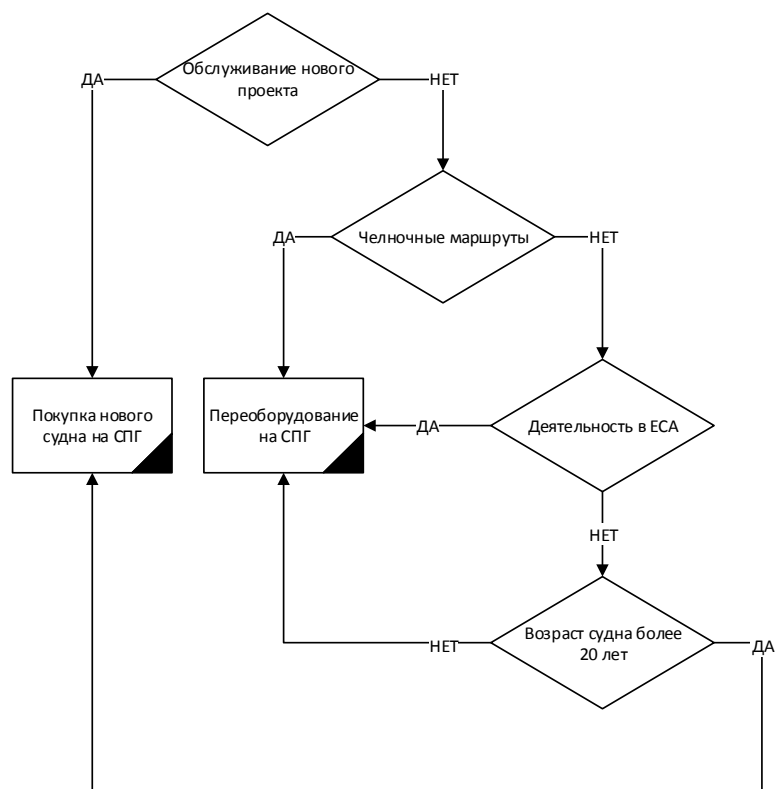 Обслуживание нового
проекта
ДА
НЕТ
Челночные маршруты
ДА
НЕТ
Покупка нового
судна на СПГ
Переоборудование
на СПГ
ДА
Деятельность в ЕСА
НЕТ
Возраст судна более
20 лет
НЕТ
ДА